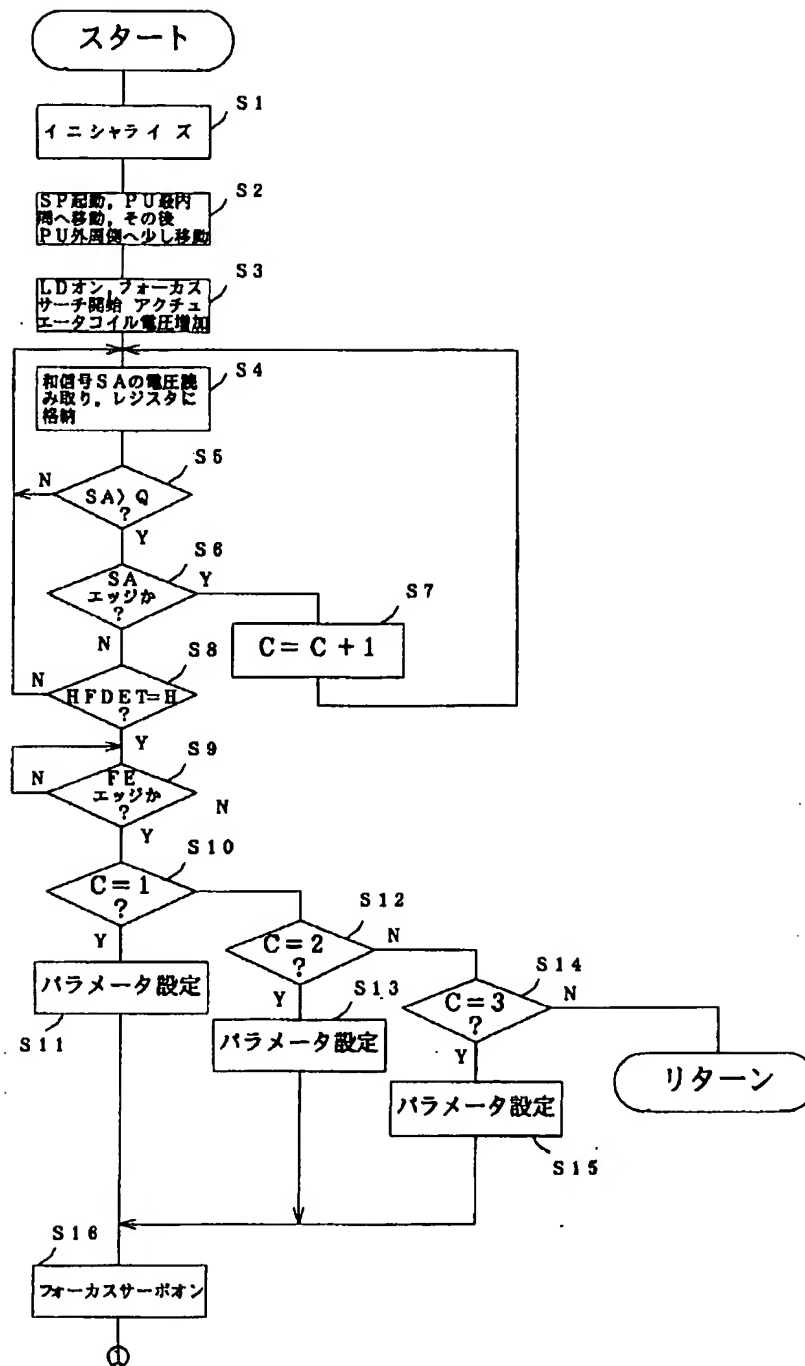 スタート
S1
イニシャライズ
S2
SP起動，PU最内
周へ移動，その後
PU外周側へ少し移動
S3
LDオン フォーカス
サーチ開始 アクチュ
エータコイル電圧増加
S4
和信号SAの電圧読
み取り，レジスタに
格納
S5
N
SA>Q
?
Y
S6
SA
エッジか
?
Y
S7
C=C+1
N
S8
N
HFDET=H
?
Y
S9
N
FE
エッジか
?
N
Y
S10
C=1
?
S12
C=2
?
N
S14
C=3
?
N
Y
パラメータ設定
S11
Y
S13
パラメータ設定
Y
パラメータ設定
S15
リターン
S16
フォーカスサーボオン
①